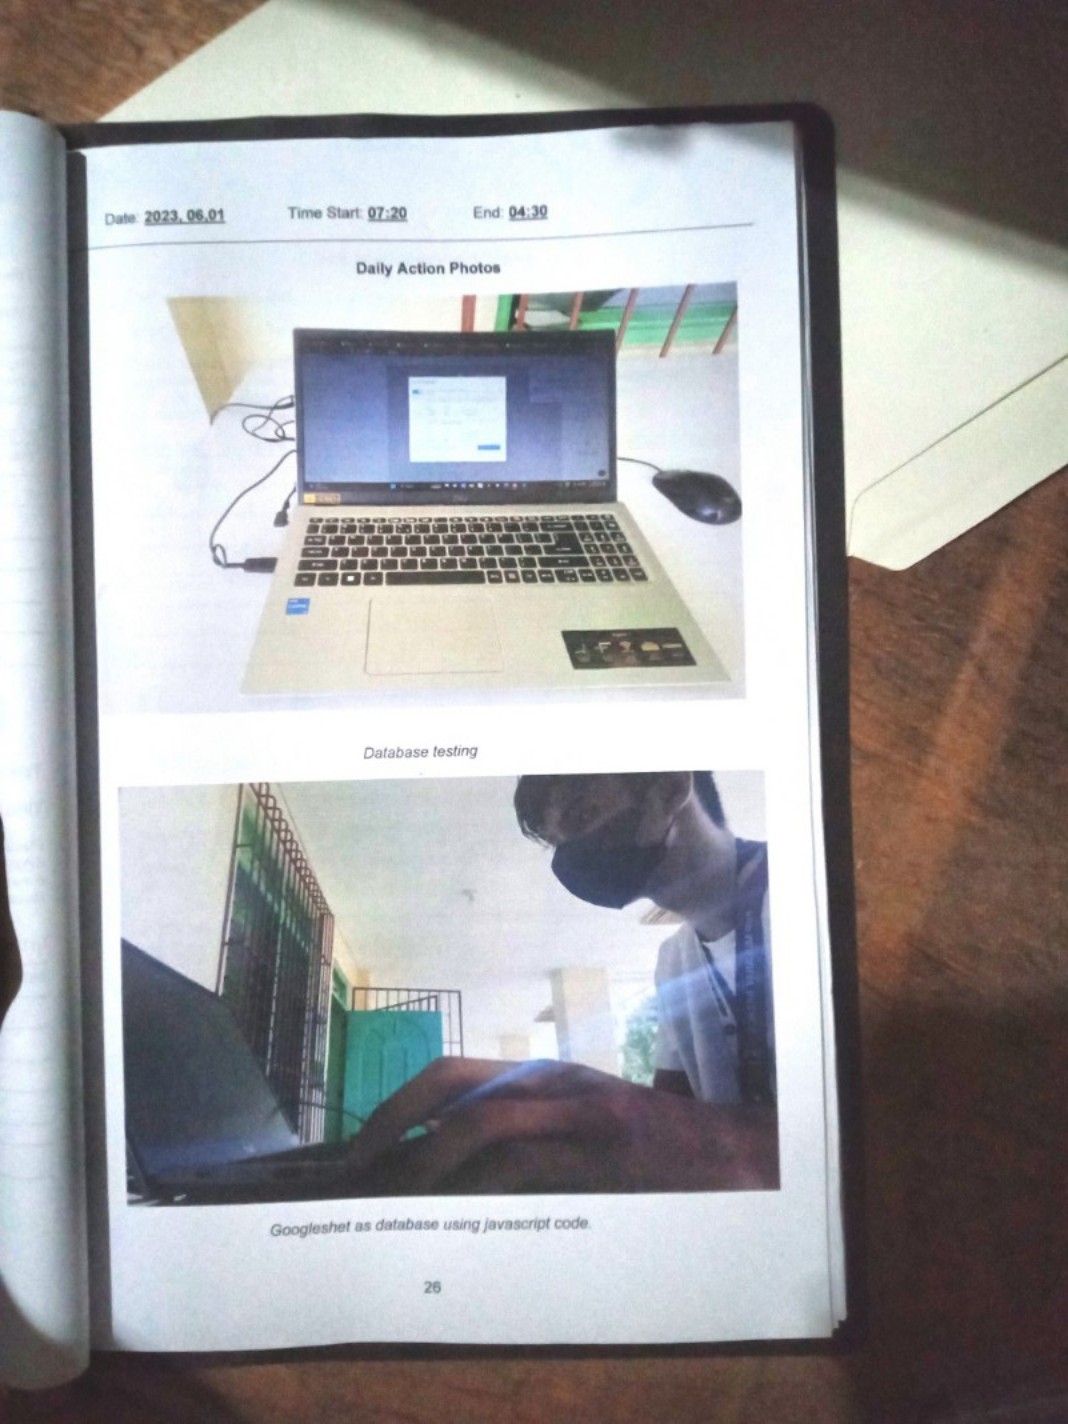 Date: 2023. 06.01 Time Start: 07:20 End: 04:30
Daily Action Photos
Database testing
Googleshet as database using javascript code.
26